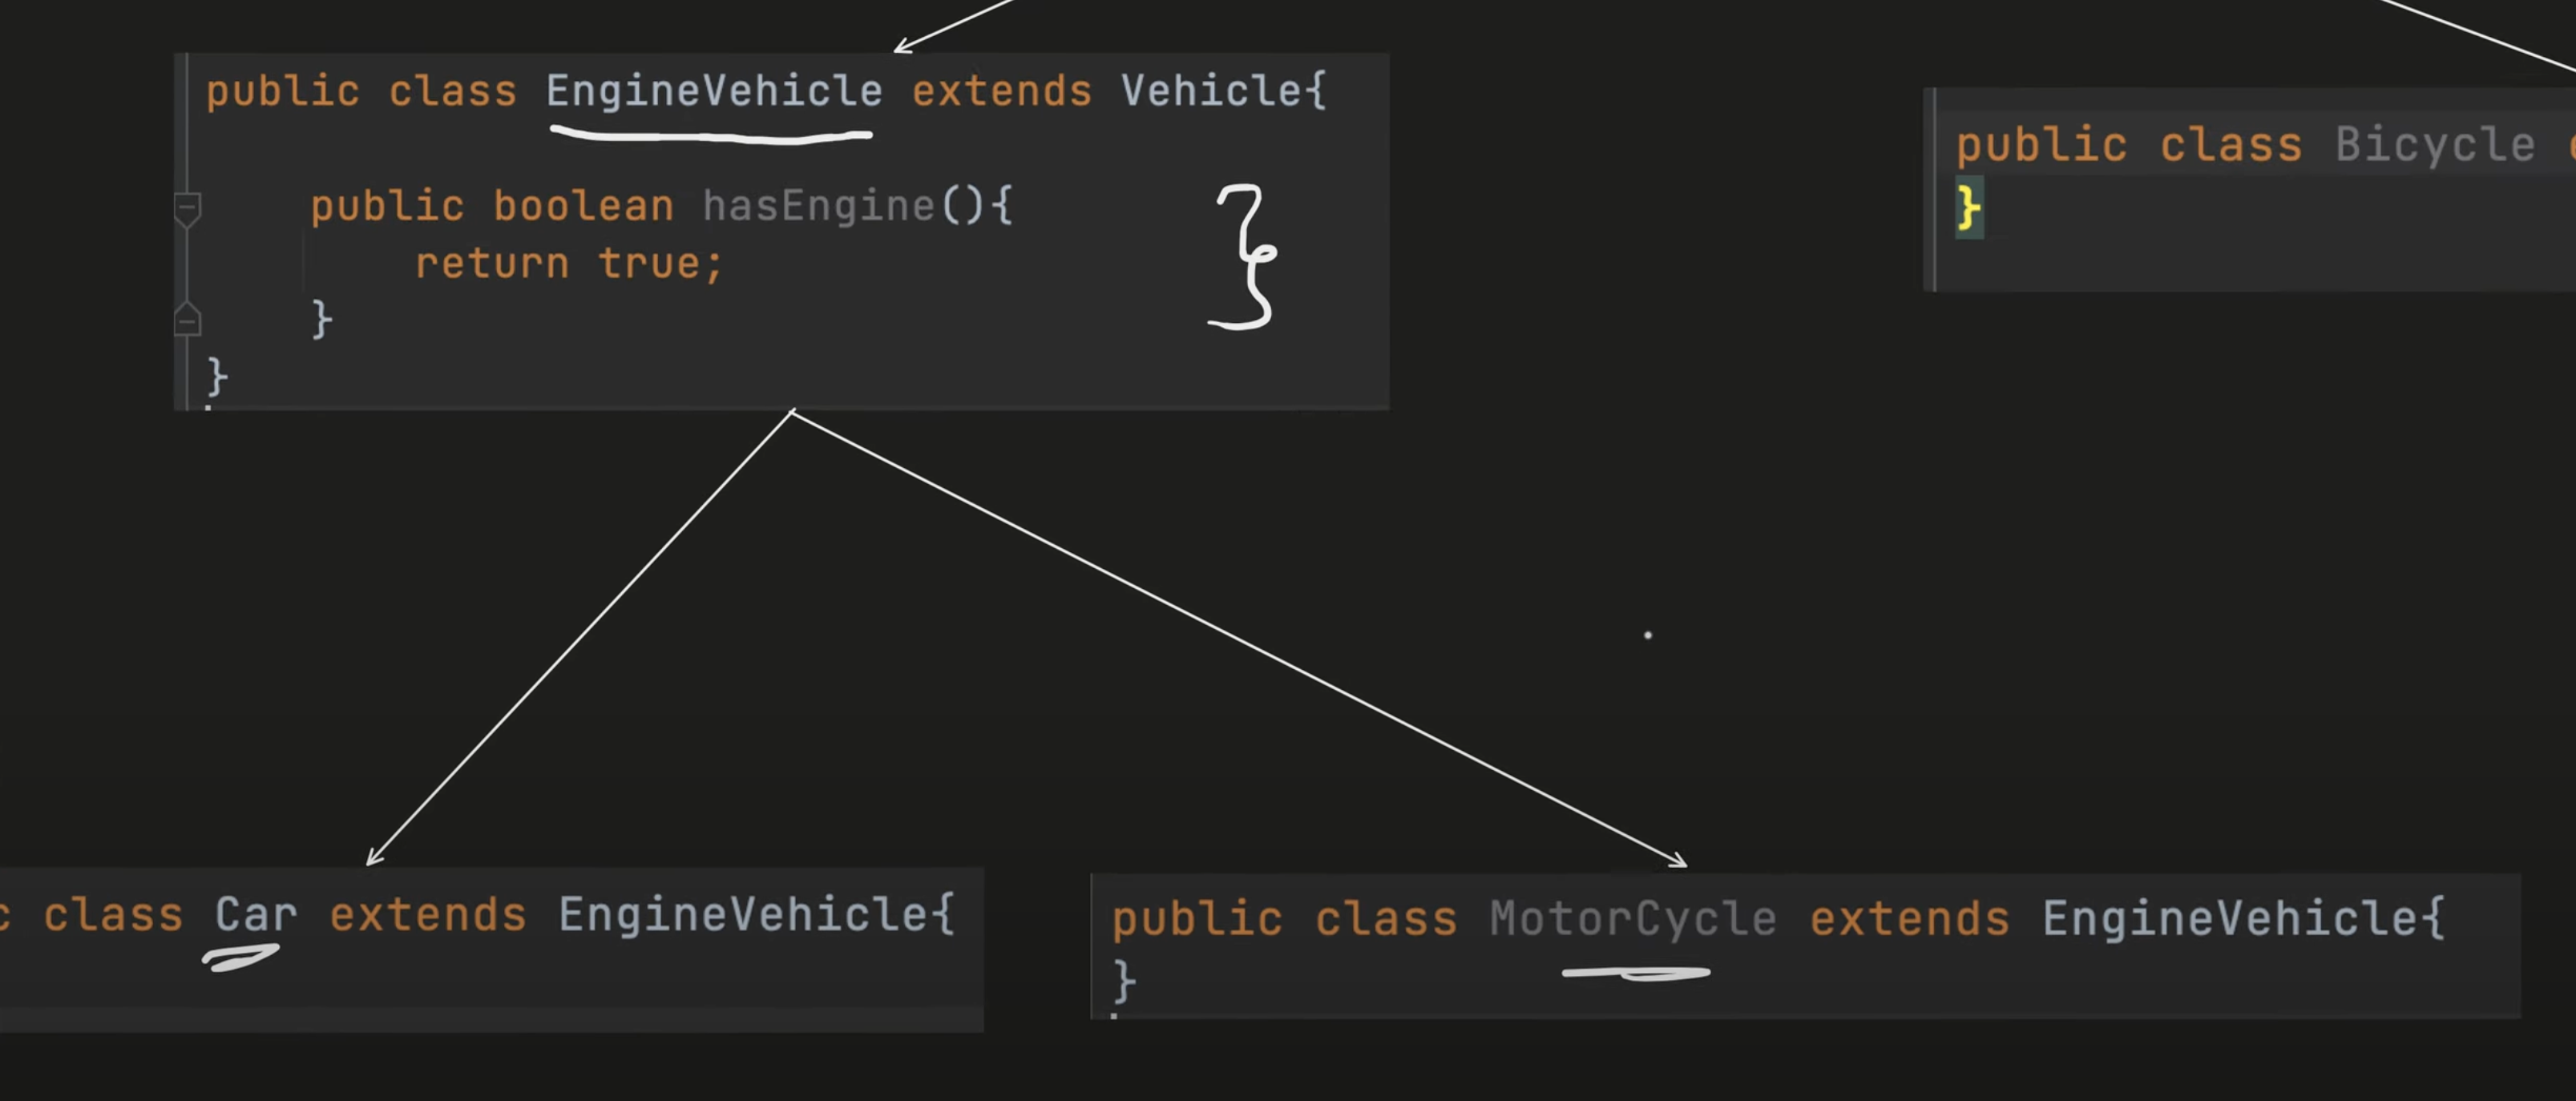 public class EngineVehicle extends Vehicle{
public boolean hasEngine(){
return true;
}
}
public class Bicycle
}
c class Car extends EngineVehicle{
public class MotorCycle extends EngineVehicle{
}